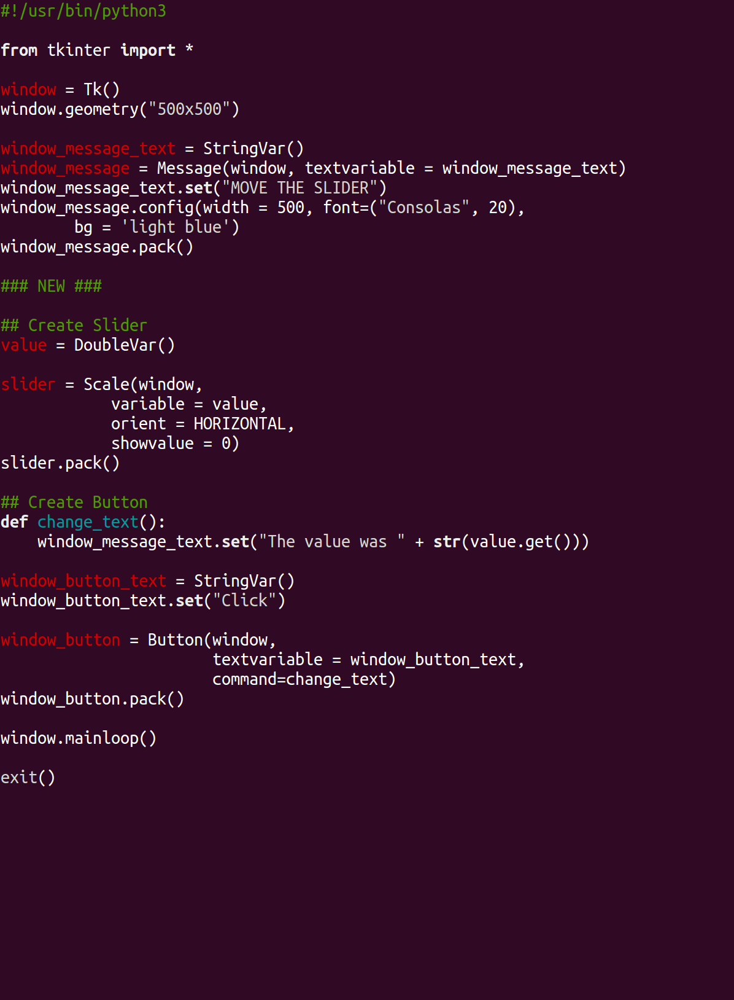 #!/usr/bin/python3
from tkinter import *
window = Tk()
window.geometry("500x500")
window_message_text = StringVar()
window_message = Message(window, textvariable = window_message_text)
window_message_text.set("MOVE THE SLIDER")
window_message.config(width = 500, font=("Consolas", 20),
        bg = 'light blue')
window_message.pack()
### NEW ###
## Create Slider
value = DoubleVar()
slider = Scale(window,
            variable = value,
            orient = HORIZONTAL,
            showvalue = 0)
slider.pack()
## Create Button
def change_text():
    window_message_text.set("The value was " + str(value.get()))
window_button_text = StringVar()
window_button_text.set("Click")
window_button = Button(window,
                       textvariable = window_button_text,
                       command=change_text)
window_button.pack()
window.mainloop()
exit()